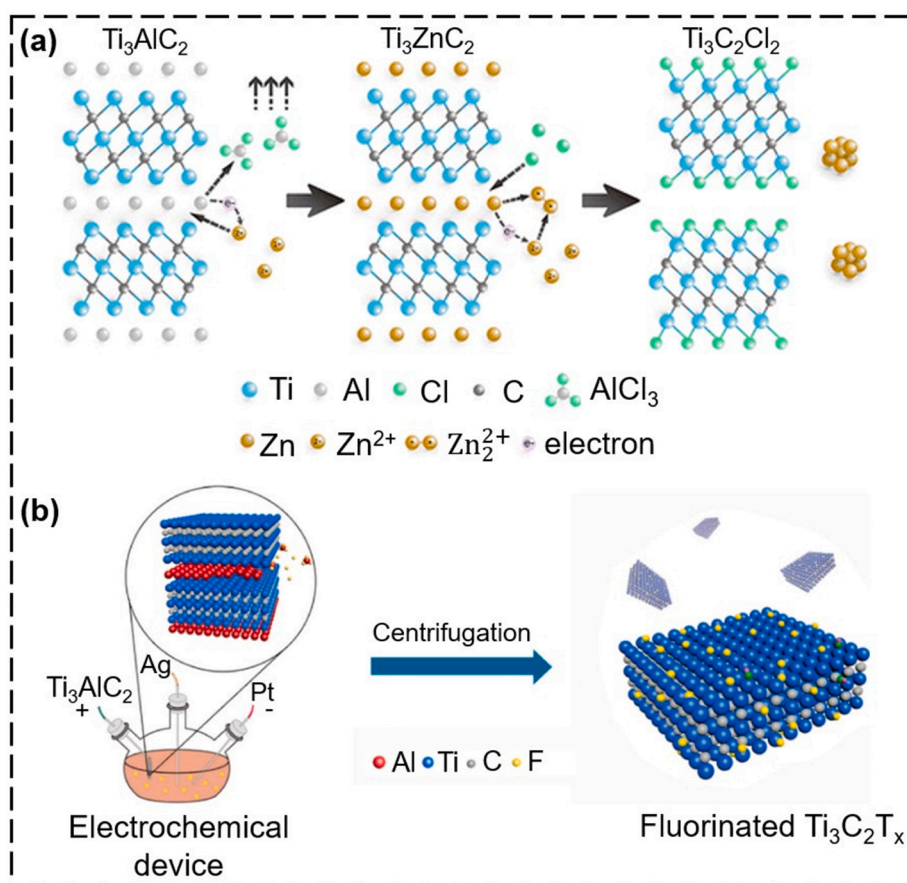 (a)
Ti₃AlC₂
Ti₃ZnC₂
Ti₃C₂Cl₂
Ti Al Cl C AlCl₃
Zn Zn²⁺ Zn₂²⁺ electron
(b)
Ag
Ti₃AlC₂
+
Pt
-
Electrochemical
device
Centrifugation
Al Ti C F
Fluorinated Ti₃C₂Tₓ